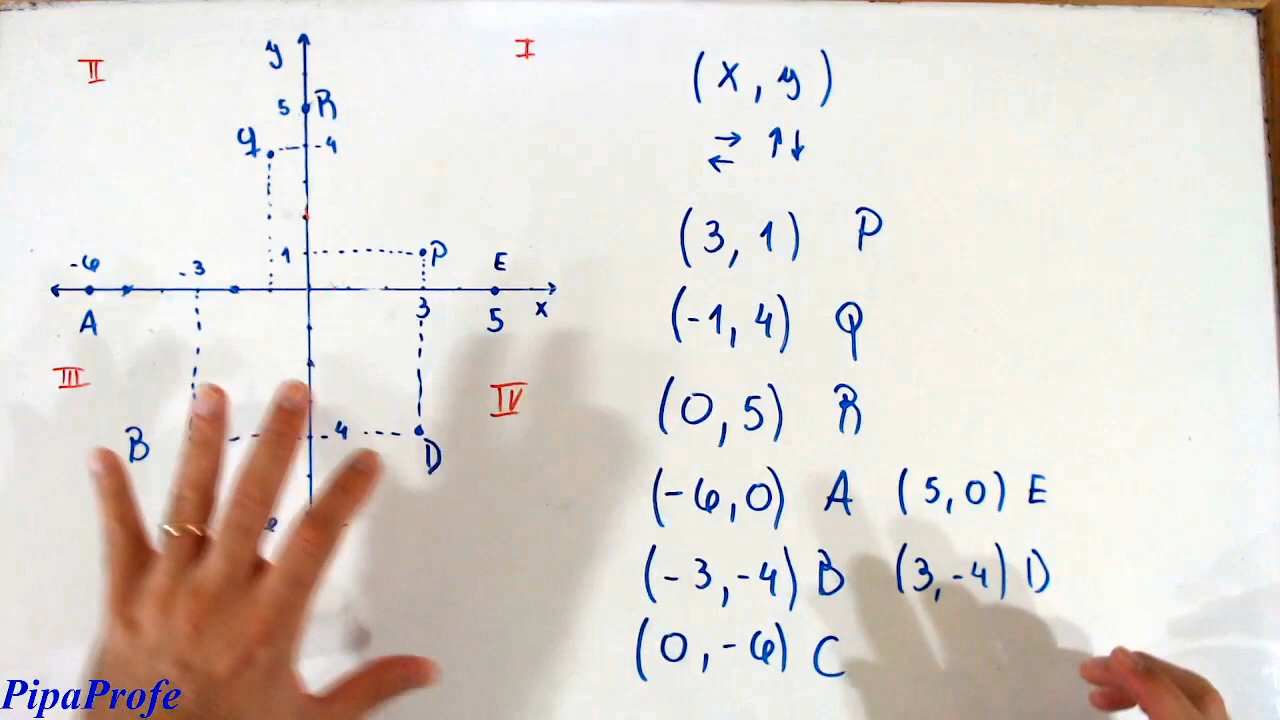 II
I
y
5 R
Q 4
1 P
-6 -3 E
3
A 5 x
III
IV
4
B D
(x, y)
→ ↑↓
←
(3, 1) P
(-1, 4) Q
(0, 5) R
(-6, 0) A (5, 0) E
(-3, -4) B (3, -4) D
(0, -6) C
PipaProfe